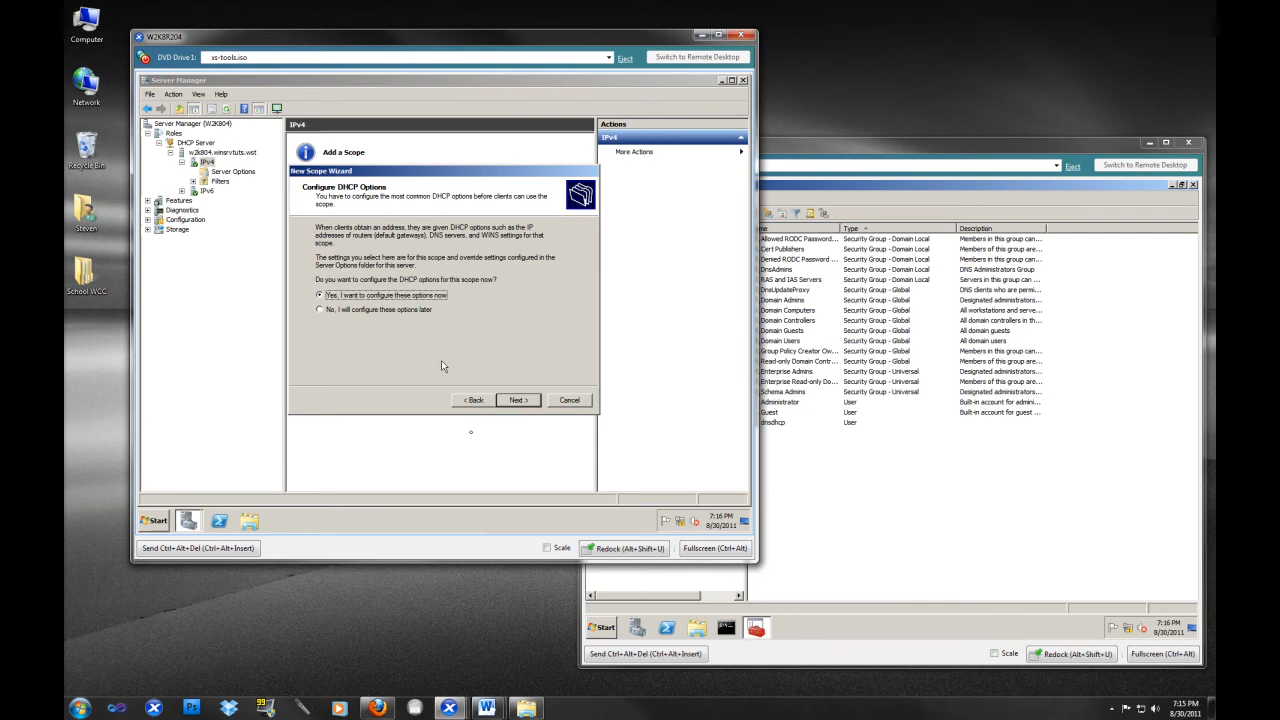 Computer
Network
Recycle Bin
Steven
School WCC
W2K8R204
DVD Drive 1:
xs-tools.iso
Eject
Switch to Remote Desktop
Server Manager
File Action View Help
Server Manager (W2K804)
Roles
DHCP Server
w2k804.winsrvtuts.wst
IPv4
Server Options
Filters
IPv6
Features
Diagnostics
Configuration
Storage
IPv4
Add a Scope
New Scope Wizard
Configure DHCP Options
You have to configure the most common DHCP options before clients can use the
scope.
When clients obtain an address, they are given DHCP options such as the IP
addresses of routers (default gateways), DNS servers, and WINS settings for that
scope.
The settings you select here are for this scope and override settings configured in the
Server Options folder for this server.
Do you want to configure the DHCP options for this scope now?
Yes, I want to configure these options now
No, I will configure these options later
< Back
Next >
Cancel
Actions
IPv4
More Actions
Start
7:16 PM
8/30/2011
Send Ctrl+Alt+Del (Ctrl+Alt+Insert)
Scale
Redock (Alt+Shift+U)
Fullscreen (Ctrl+Alt)
Eject
Switch to Remote Desktop
Type
Description
Allowed RODC Password... Security Group - Domain Local Members in this group can...
Cert Publishers Security Group - Domain Local Members of this group are...
Denied RODC Password ... Security Group - Domain Local Members in this group can...
DnsAdmins Security Group - Domain Local DNS Administrators Group
RAS and IAS Servers Security Group - Domain Local Servers in this group can...
DnsUpdateProxy Security Group - Global DNS clients who are permi...
Domain Admins Security Group - Global Designated administrators...
Domain Computers Security Group - Global All workstations and serve...
Domain Controllers Security Group - Global All domain controllers in th...
Domain Guests Security Group - Global All domain guests
Domain Users Security Group - Global All domain users
Group Policy Creator Ow... Security Group - Global Members in this group can...
Read-only Domain Contr... Security Group - Global Members of this group are...
Enterprise Admins Security Group - Universal Designated administrators...
Enterprise Read-only Do... Security Group - Universal Members of this group are...
Schema Admins Security Group - Universal Designated administrators...
Administrator User Built-in account for admini...
Guest User Built-in account for guest ...
dnsdhcp User
Start
7:16 PM
8/30/2011
Send Ctrl+Alt+Del (Ctrl+Alt+Insert)
Scale
Redock (Alt+Shift+U)
Fullscreen (Ctrl+Alt)
99
7:15 PM
8/30/2011